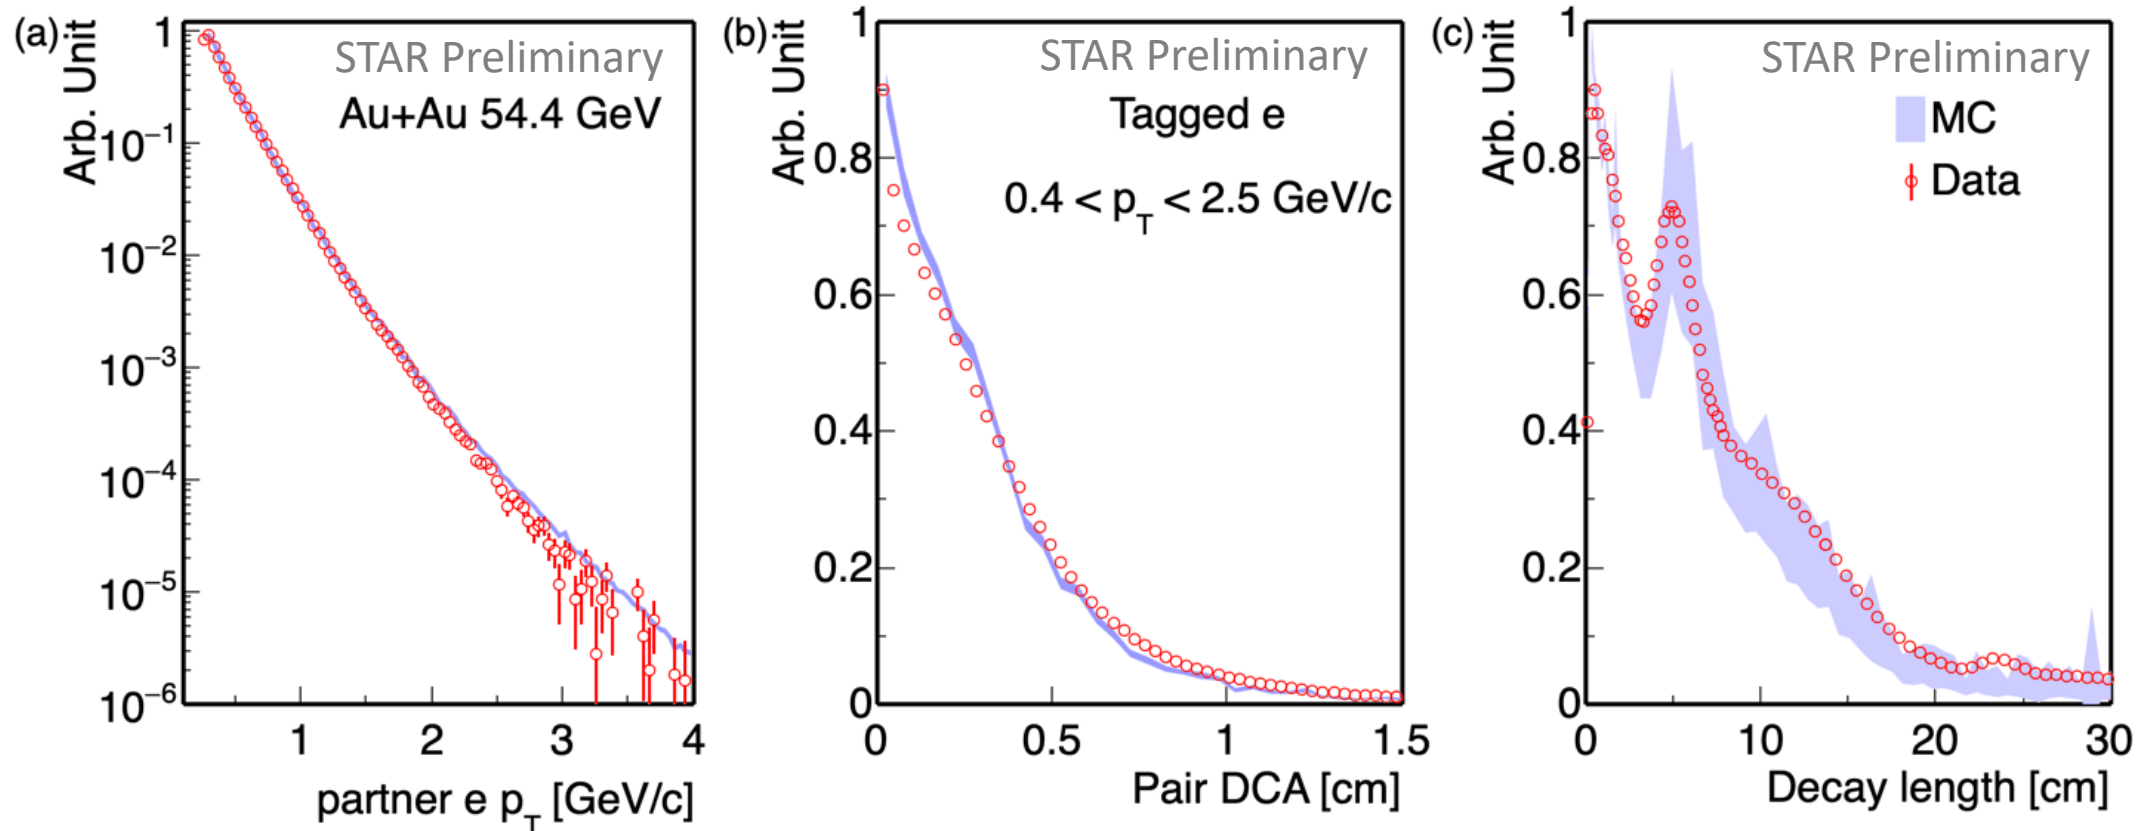 (a)
Arb. Unit
1
10⁻¹
10⁻²
10⁻³
10⁻⁴
10⁻⁵
10⁻⁶
STAR Preliminary
Au+Au 54.4 GeV
1 2 3 4
partner e p_T [GeV/c]
(b)
Arb. Unit
1
0.8
0.6
0.4
0.2
0
STAR Preliminary
Tagged e
0.4 < p_T < 2.5 GeV/c
0 0.5 1 1.5
Pair DCA [cm]
(c)
Arb. Unit
1
0.8
0.6
0.4
0.2
0
STAR Preliminary
MC
Data
0 10 20 30
Decay length [cm]